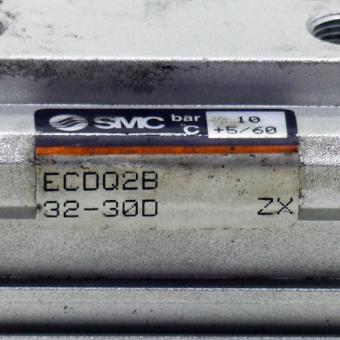 SMC bar 10
°C +5/60
ECDQ2B
32-30D ZX